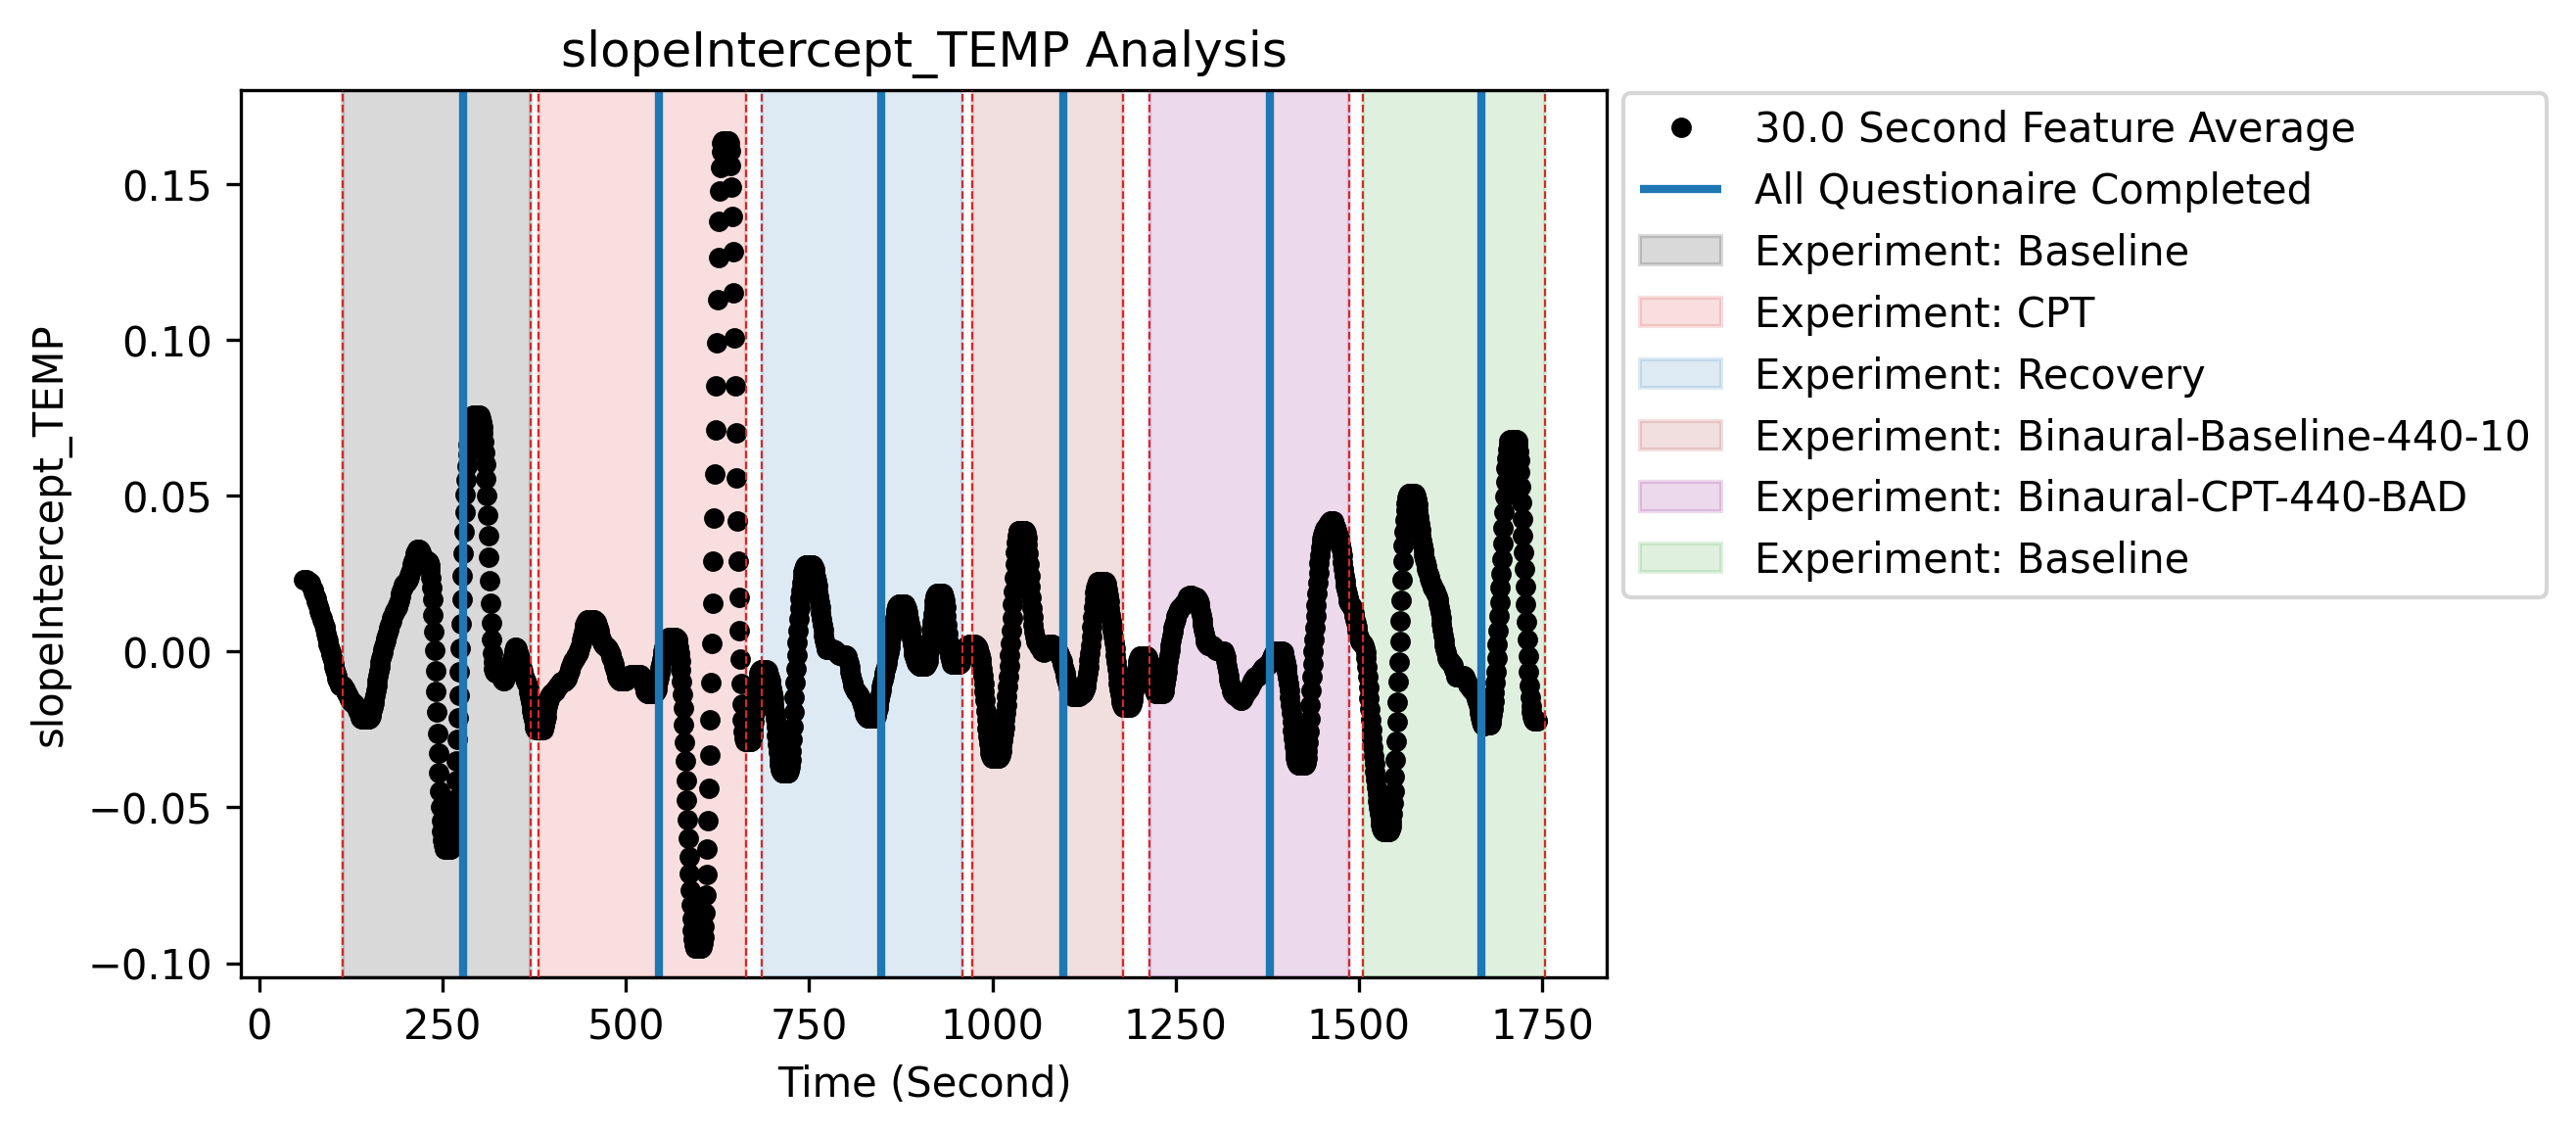 slopeIntercept_TEMP Analysis
slopeIntercept_TEMP
0.15
0.10
0.05
0.00
−0.05
−0.10
0 250 500 750 1000 1250 1500 1750
Time (Second)
30.0 Second Feature Average
All Questionaire Completed
Experiment: Baseline
Experiment: CPT
Experiment: Recovery
Experiment: Binaural-Baseline-440-10
Experiment: Binaural-CPT-440-BAD
Experiment: Baseline